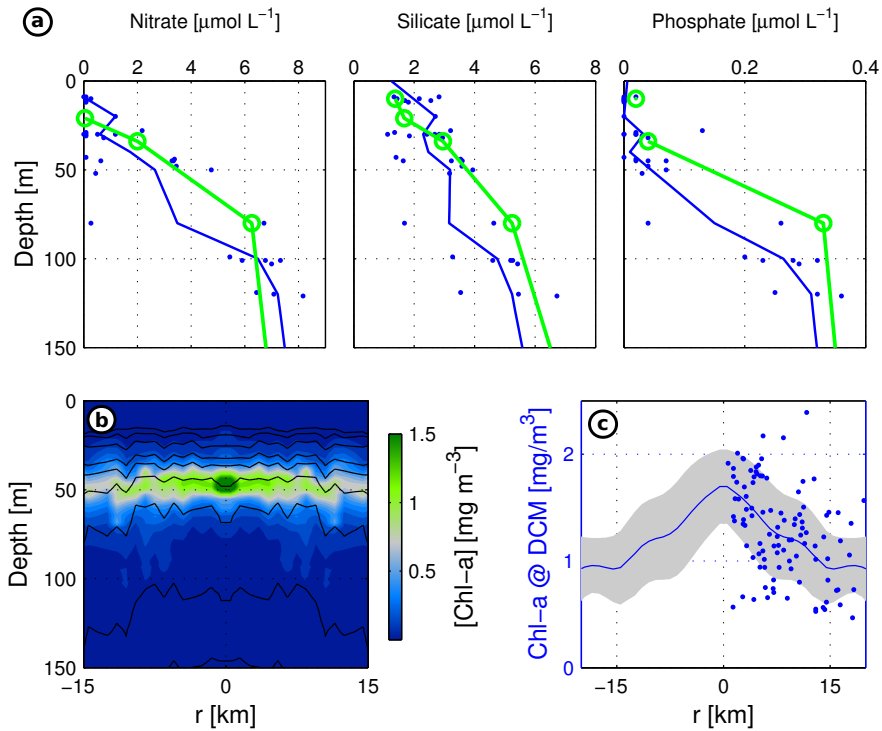 a
Nitrate [μmol L−1] Silicate [μmol L−1] Phosphate [μmol L−1]
0 2 4 6 8 0 2 4 6 8 0 0.2 0.4
0
50
100
150
Depth [m]
b
0
50
100
150
Depth [m]
−15 0 15
r [km]
1.5
1
0.5
[Chl−a] [mg m−3]
c
Chl−a @ DCM [mg/m3]
2
1
0
−15 0 15 20
r [km]